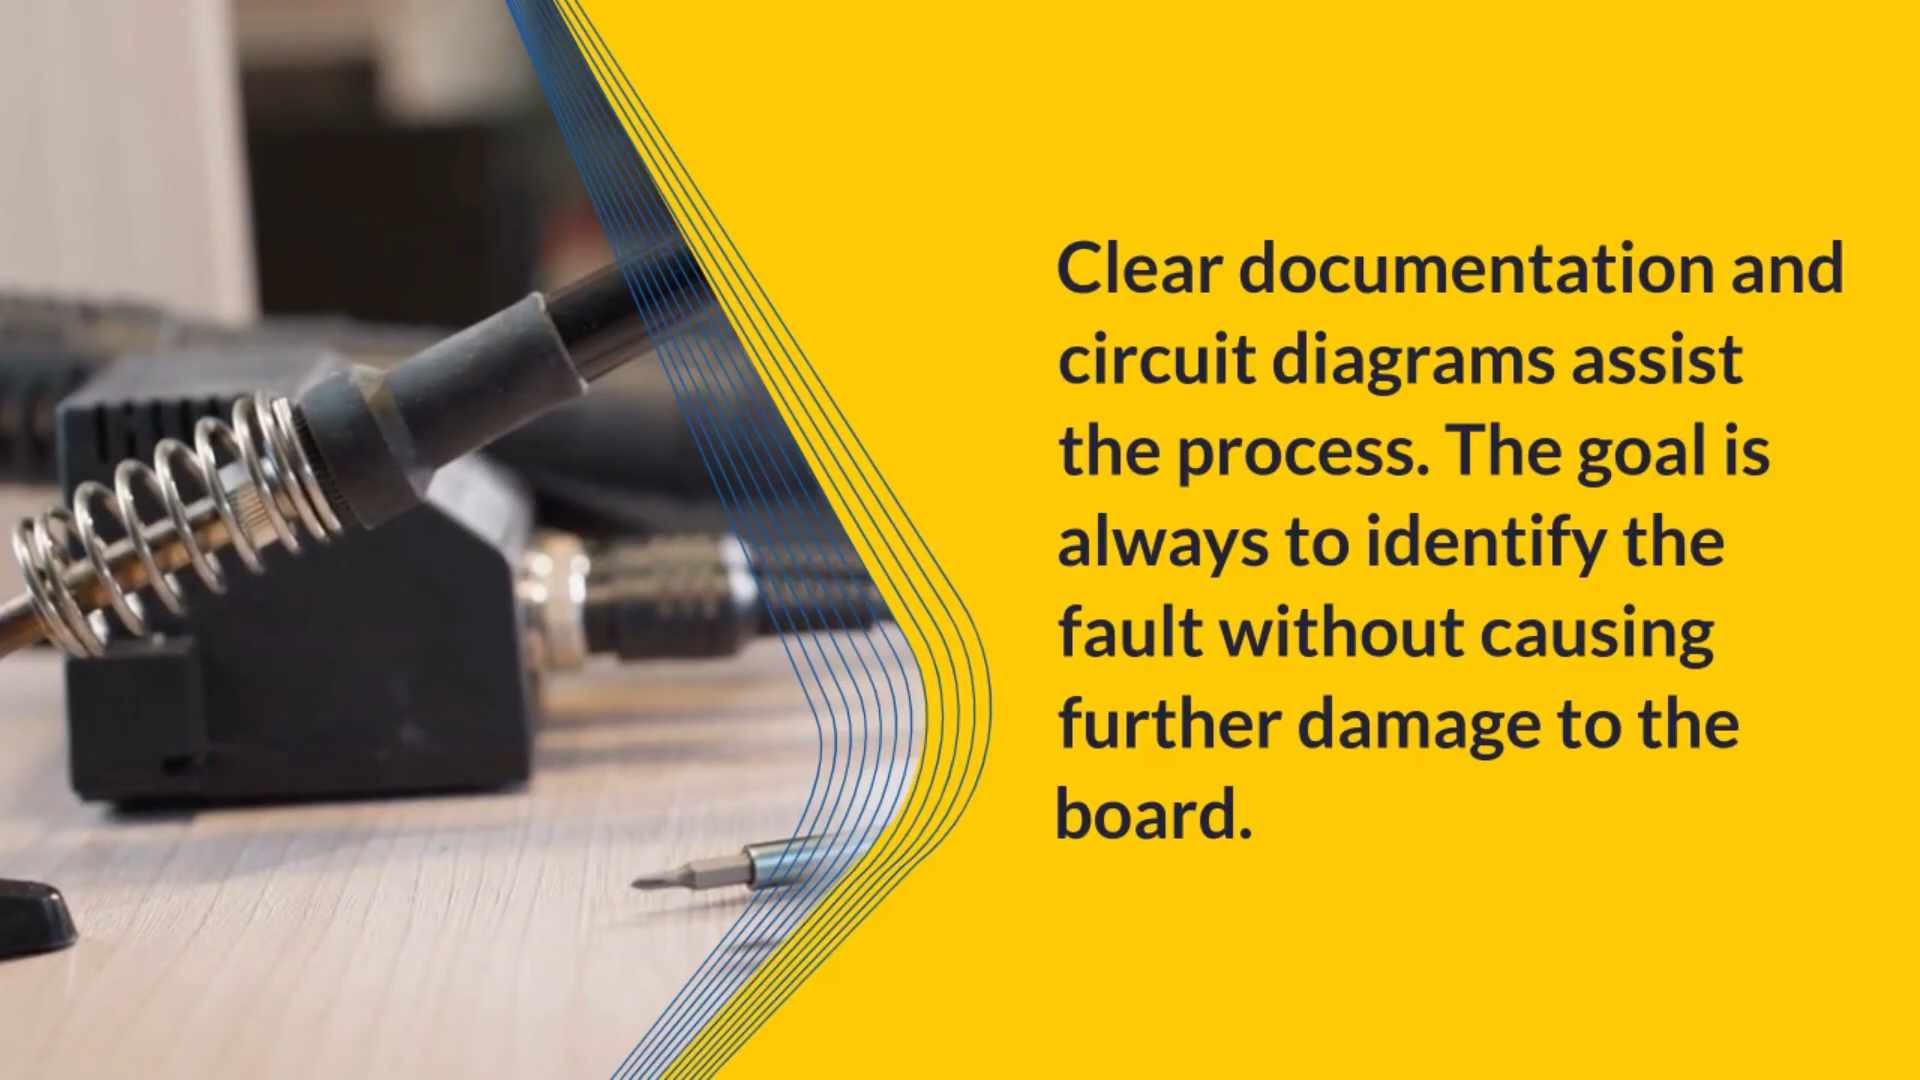 Clear documentation and
circuit diagrams assist
the process. The goal is
always to identify the
fault without causing
further damage to the
board.